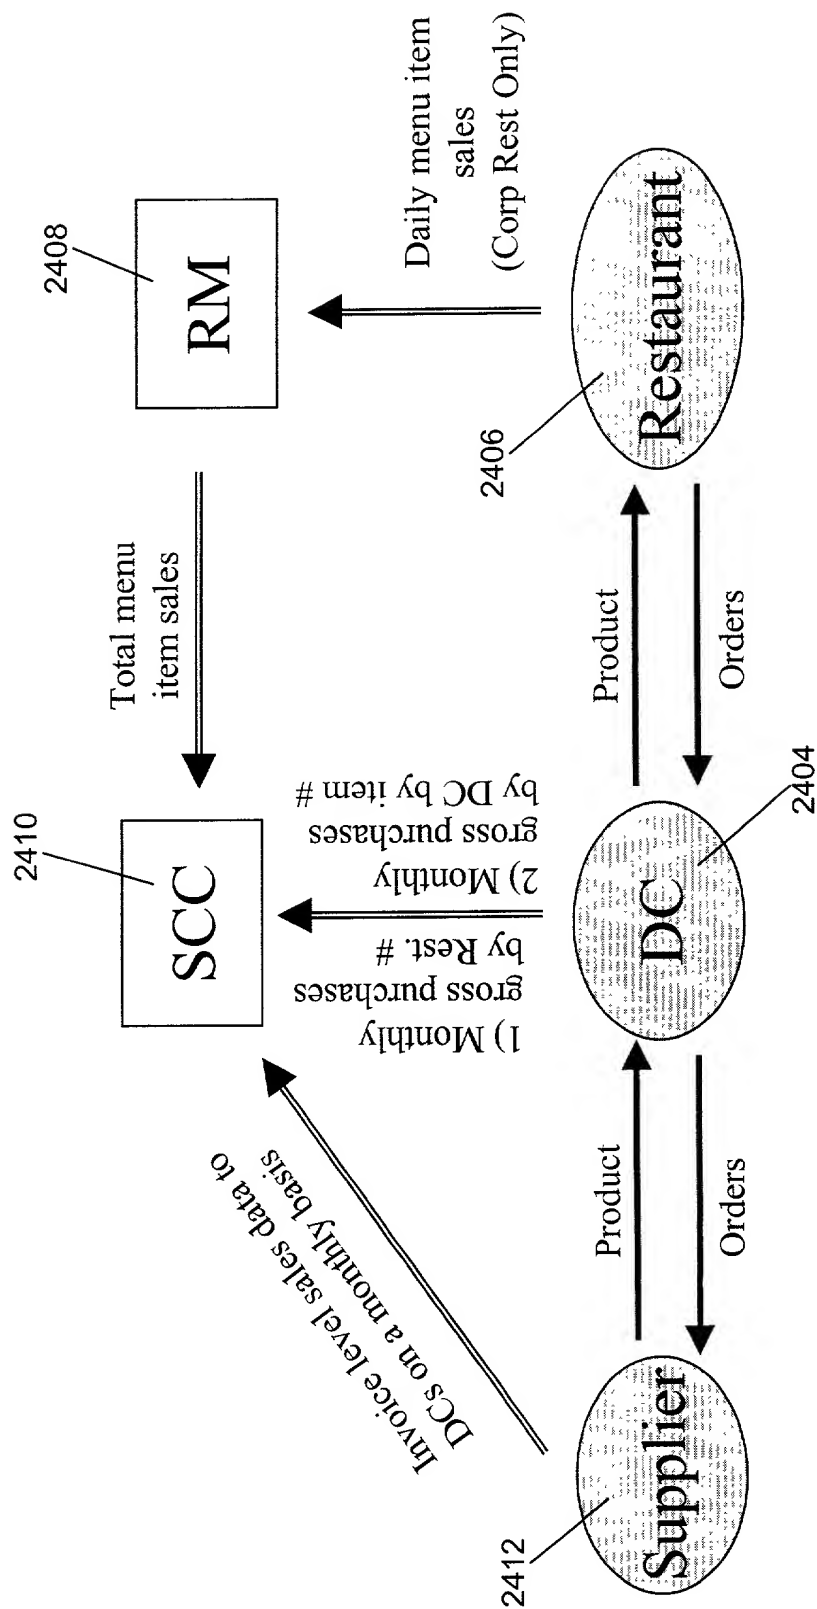 2410
SCC
Total menu
item sales
2408
RM
Invoice level sales data to
DCs on a monthly basis
1) Monthly
gross purchases
by Rest. #
2) Monthly
gross purchases
by DC by item #
Daily menu item
sales
(Corp Rest Only)
2412
Supplier
Product
Orders
DC
2404
Product
Orders
2406
Restaurant